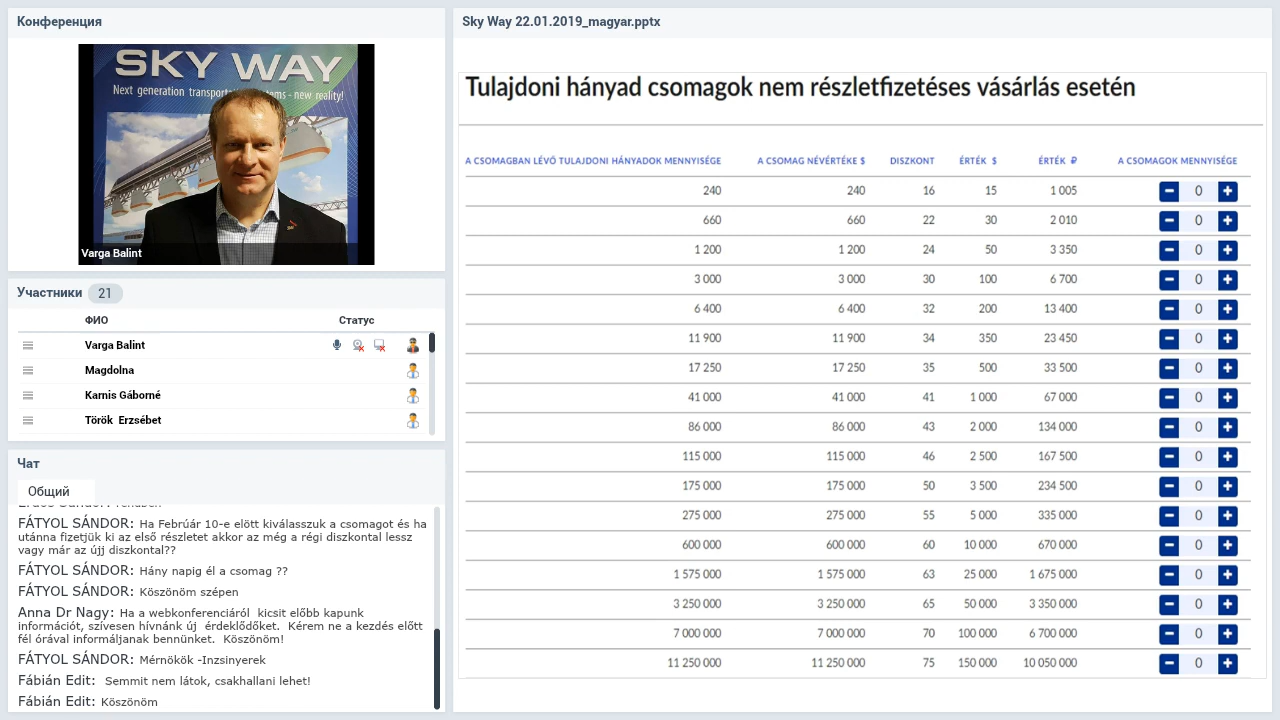 Конференция
SKY WAY
Next generation
new reality!
Varga Balint
Участники 21
ФИО Статус
Varga Balint
Magdolna
Karnis Gáborné
Török Erzsébet
Чат
Общий
FÁTYOL SÁNDOR: Ha Február 10-e elött kiválasszuk a csomagot és ha
utánna fizetjük ki az első részletet akkor az még a régi diszkontal lessz
vagy már az újj diszkontal??
FÁTYOL SÁNDOR: Hány napig él a csomag ??
FÁTYOL SÁNDOR: Köszönöm szépen
Anna Dr Nagy: Ha a webkonferenciáról kicsit előbb kapunk
információt, szívesen hívnánk új érdeklődőket. Kérem ne a kezdés előtt
fél órával informáljanak bennünket. Köszönöm!
FÁTYOL SÁNDOR: Mérnökök -Inzsinyerek
Fábián Edit: Semmit nem látok, csakhallani lehet!
Fábián Edit: Köszönöm
Sky Way 22.01.2019_magyar.pptx
Tulajdoni hányad csomagok nem részletfizetéses vásárlás esetén
A CSOMAGBAN LÉVŐ TULAJDONI HÁNYADOK MENNYISÉGE A CSOMAG NÉVÉRTÉKE $ DISZKONT ÉRTÉK $ ÉRTÉK ₽ A CSOMAGOK MENNYISÉGE
240 240 16 15 1 005 − 0 +
660 660 22 30 2 010 − 0 +
1 200 1 200 24 50 3 350 − 0 +
3 000 3 000 30 100 6 700 − 0 +
6 400 6 400 32 200 13 400 − 0 +
11 900 11 900 34 350 23 450 − 0 +
17 250 17 250 35 500 33 500 − 0 +
41 000 41 000 41 1 000 67 000 − 0 +
86 000 86 000 43 2 000 134 000 − 0 +
115 000 115 000 46 2 500 167 500 − 0 +
175 000 175 000 50 3 500 234 500 − 0 +
275 000 275 000 55 5 000 335 000 − 0 +
600 000 600 000 60 10 000 670 000 − 0 +
1 575 000 1 575 000 63 25 000 1 675 000 − 0 +
3 250 000 3 250 000 65 50 000 3 350 000 − 0 +
7 000 000 7 000 000 70 100 000 6 700 000 − 0 +
11 250 000 11 250 000 75 150 000 10 050 000 − 0 +